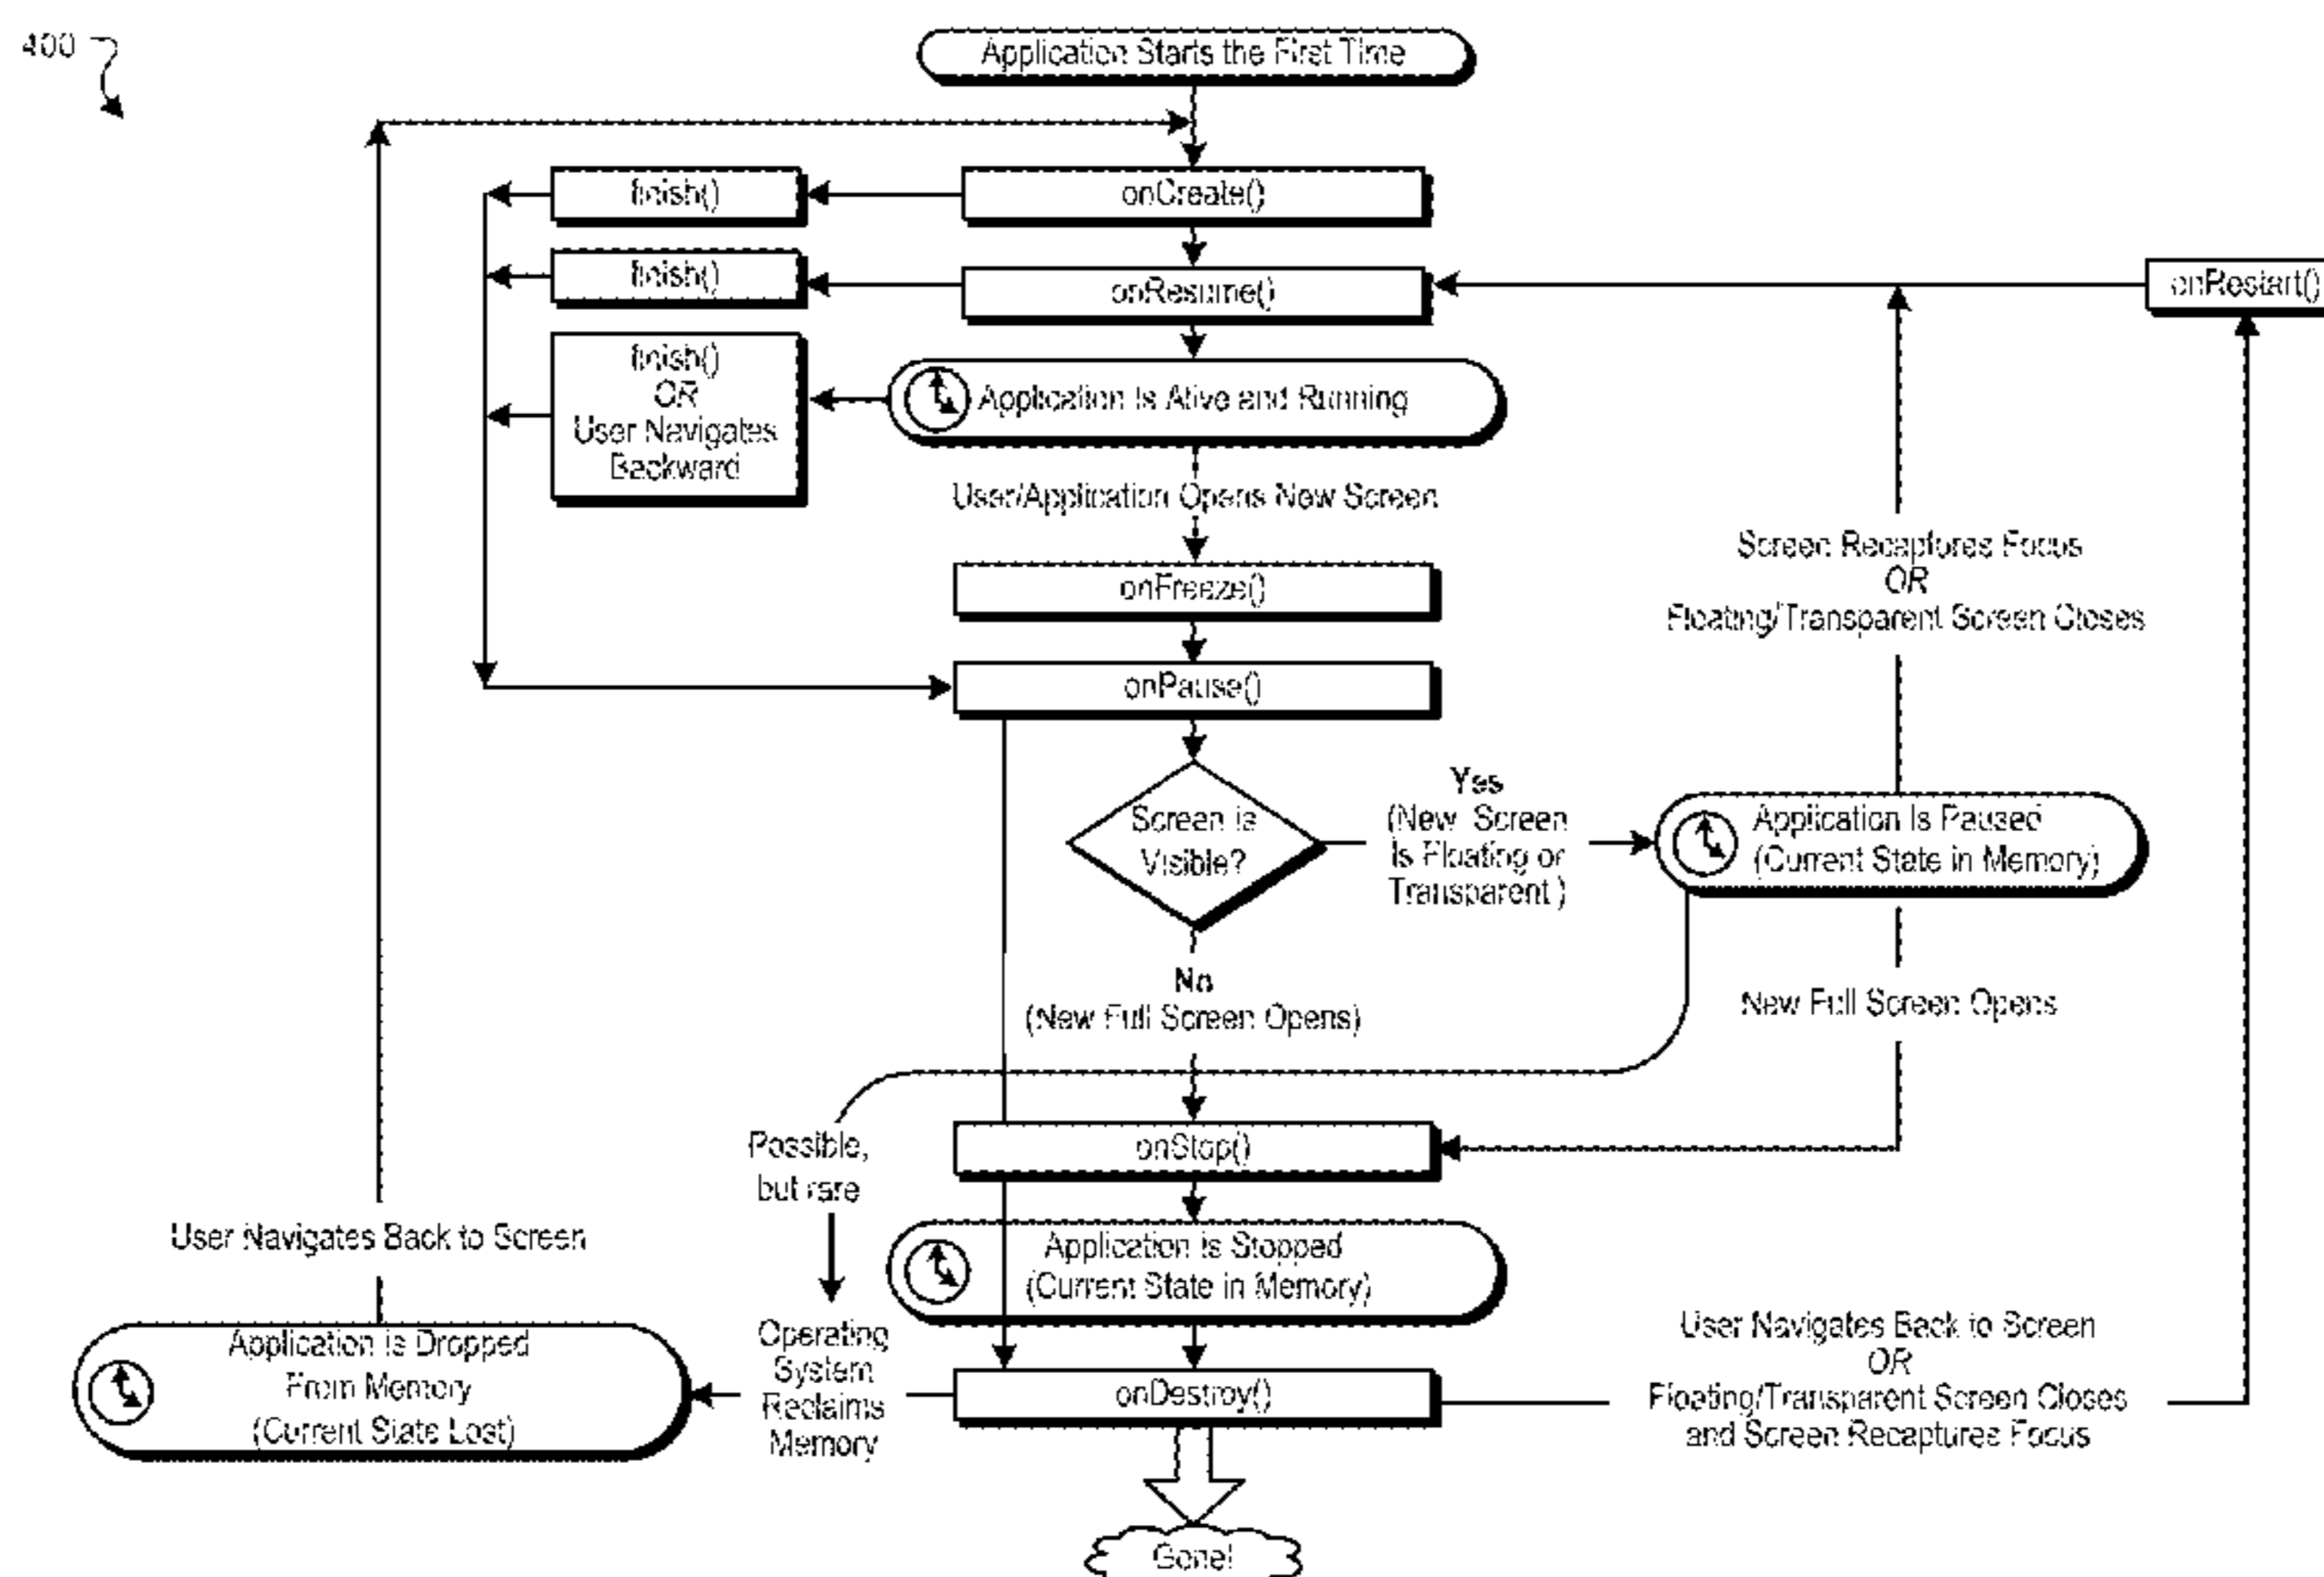 400
Application Starts the First Time
finish()
onCreate()
finish()
onResume()
onRestart()
finish()
OR
User Navigates
Backward
Application Is Alive and Running
User/Application Opens New Screen
Screen Recaptures Focus
OR
Floating/Transparent Screen Closes
onFreeze()
onPause()
Screen is
Visible?
Yes
(New Screen
Is Floating or
Transparent)
Application Is Paused
(Current State in Memory)
No
(New Full Screen Opens)
New Full Screen Opens
Possible,
but rare
onStop()
User Navigates Back to Screen
Application Is Stopped
(Current State in Memory)
Application Is Dropped
From Memory
(Current State Lost)
Operating
System
Reclaims
Memory
onDestroy()
User Navigates Back to Screen
OR
Floating/Transparent Screen Closes
and Screen Recaptures Focus
Gone!